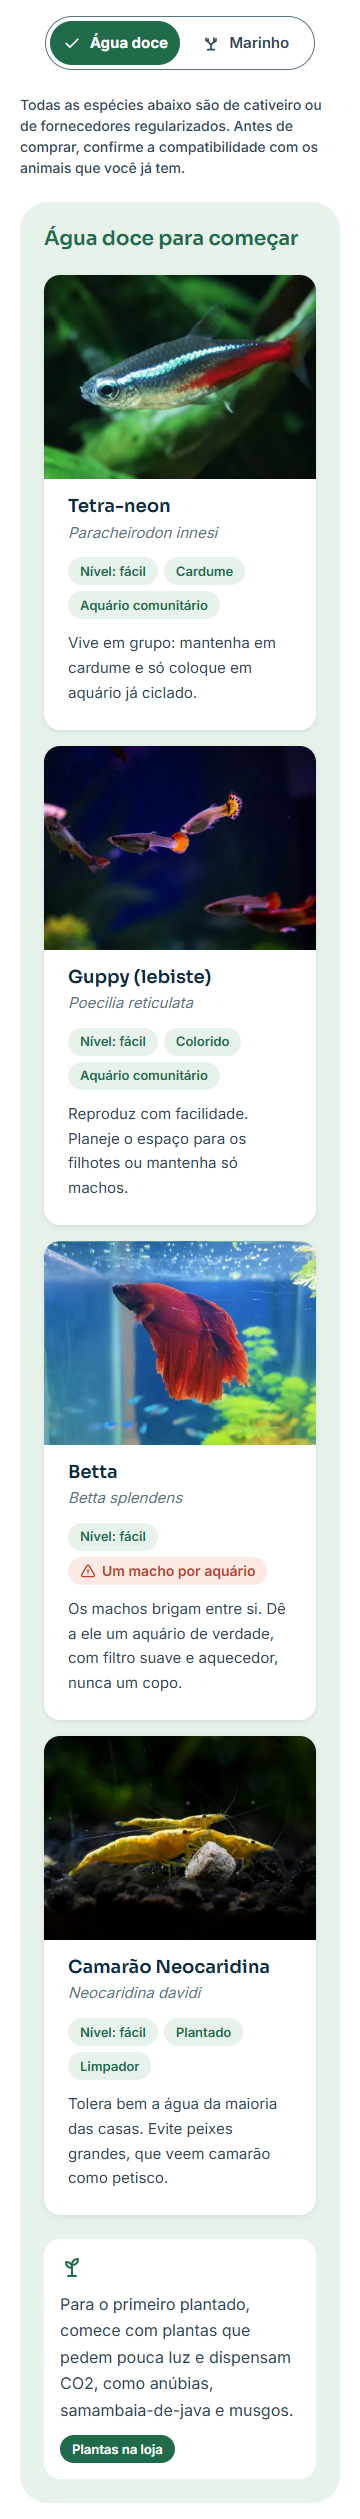 Água doce
Marinho
Todas as espécies abaixo são de cativeiro ou
de fornecedores regularizados. Antes de
comprar, confirme a compatibilidade com os
animais que você já tem.
Água doce para começar
Tetra-neon
Paracheirodon innesi
Nível: fácil
Cardume
Aquário comunitário
Vive em grupo: mantenha em
cardume e só coloque em
aquário já ciclado.
Guppy (lebiste)
Poecilia reticulata
Nível: fácil
Colorido
Aquário comunitário
Reproduz com facilidade.
Planeje o espaço para os
filhotes ou mantenha só
machos.
Betta
Betta splendens
Nível: fácil
Um macho por aquário
Os machos brigam entre si. Dê
a ele um aquário de verdade,
com filtro suave e aquecedor,
nunca um copo.
Camarão Neocaridina
Neocaridina davidi
Nível: fácil
Plantado
Limpador
Tolera bem a água da maioria
das casas. Evite peixes
grandes, que veem camarão
como petisco.
Para o primeiro plantado,
comece com plantas que
pedem pouca luz e dispensam
CO2, como anúbias,
samambaia-de-java e musgos.
Plantas na loja